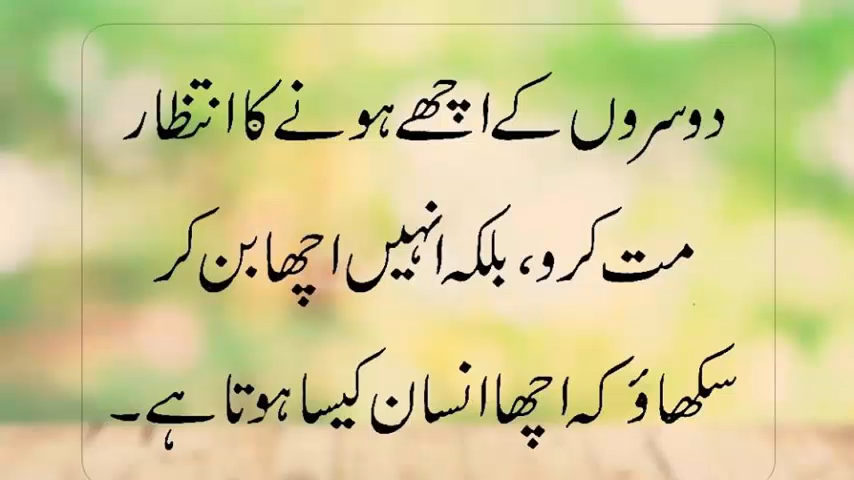 دوسروں کے اچھے ہونے کا انتظار
مت کرو، بلکہ انہیں اچھا بن کر
سکھاؤ کہ اچھا انسان کیسا ہوتا ہے۔